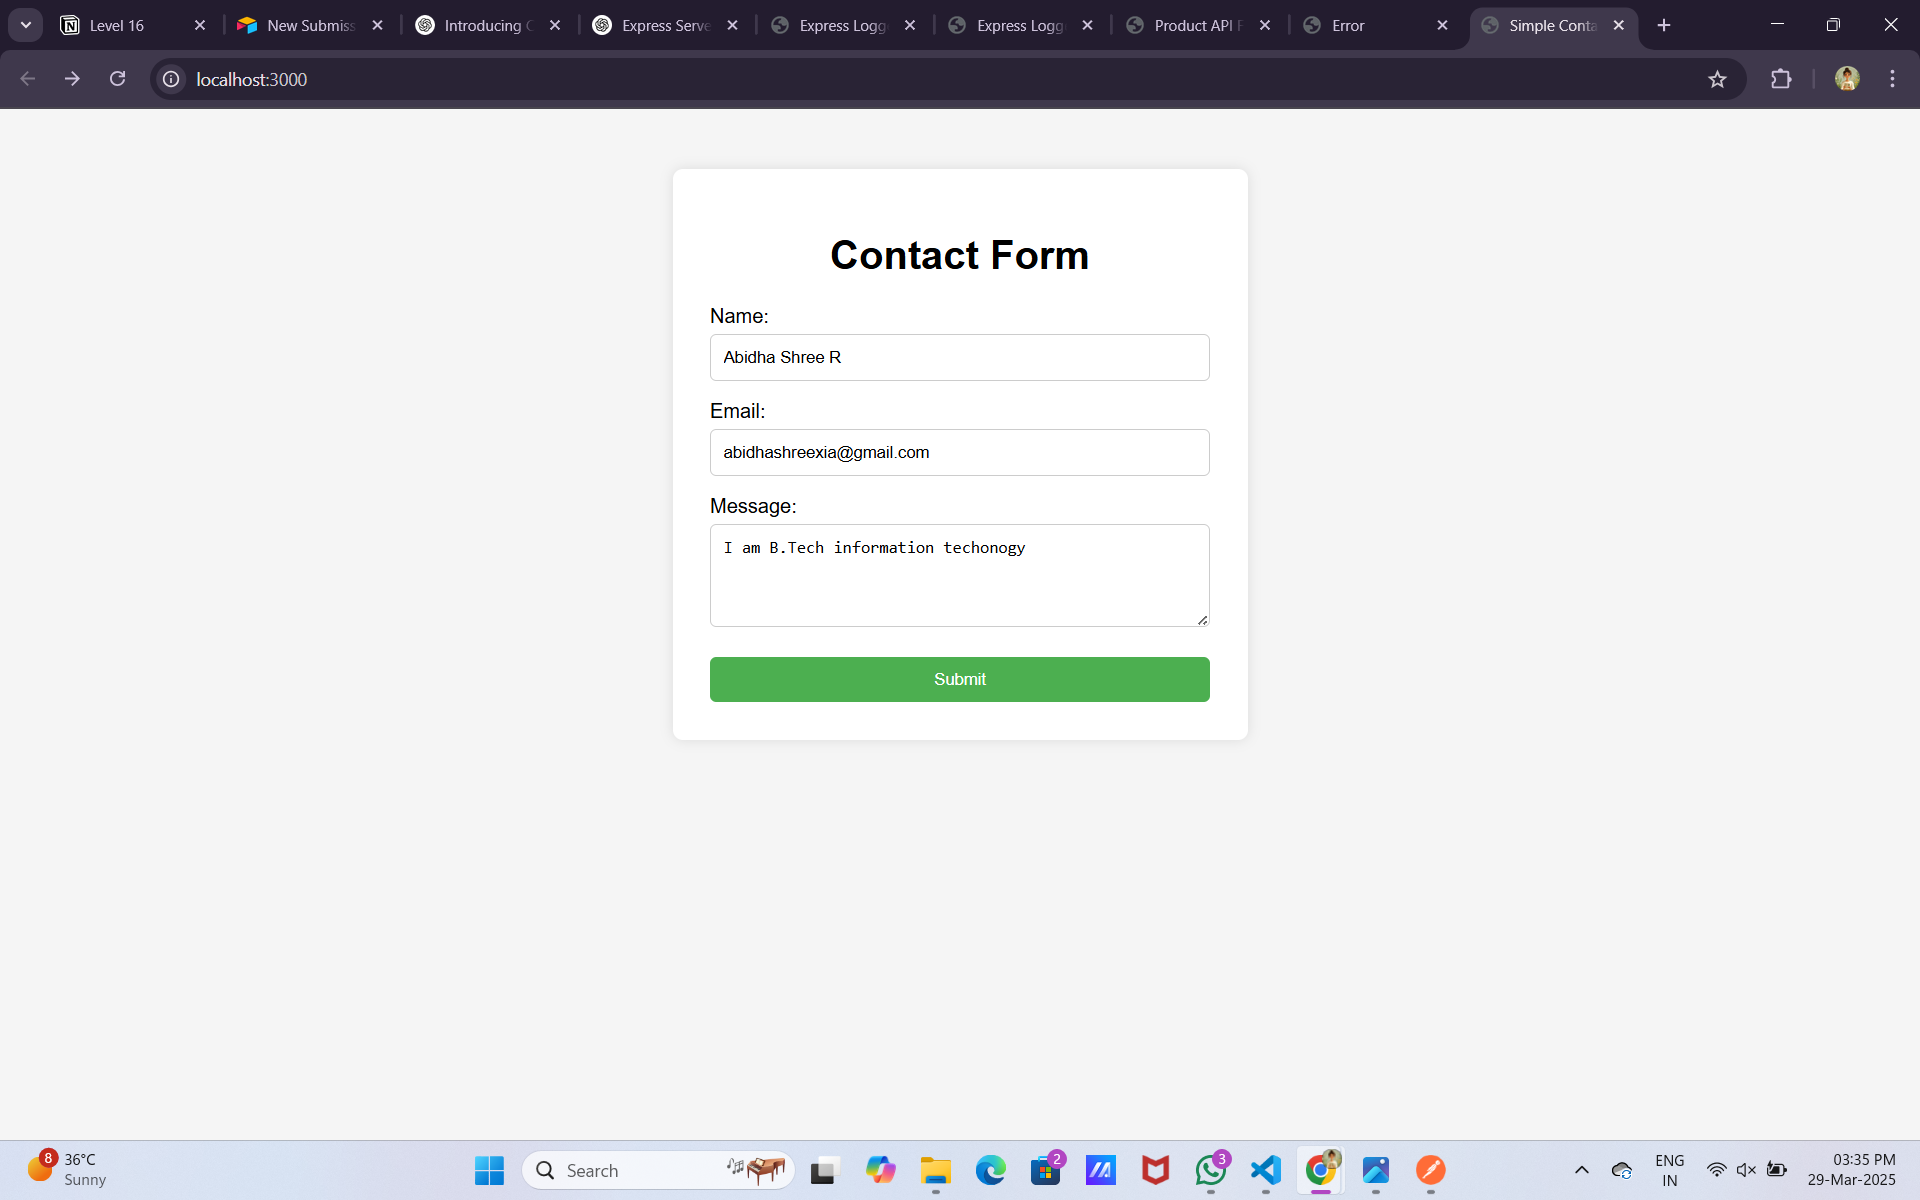 Level 16
New Submiss
Introducing C
Express Serve
Express Logg
Express Logg
Product API F
Error
Simple Conta
localhost:3000
Contact Form
Name:
Abidha Shree R
Email:
abidhashreexia@gmail.com
Message:
I am B.Tech information techonogy
Submit
8
36°C
Sunny
Search
2
3
ENG
IN
03:35 PM
29-Mar-2025